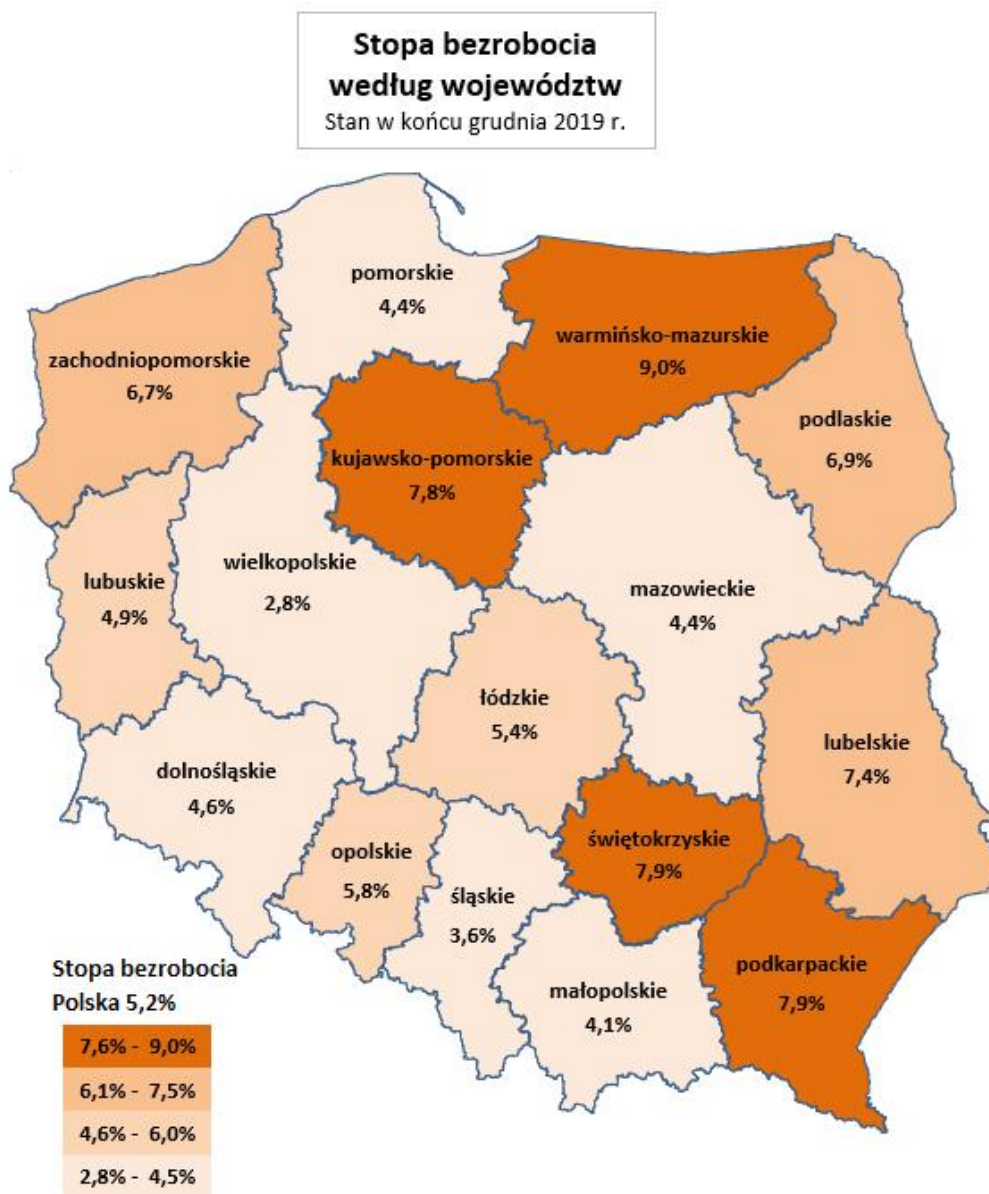 Stopa bezrobocia
według województw
Stan w końcu grudnia 2019 r.
pomorskie
4,4%
warmińsko-mazurskie
9,0%
zachodniopomorskie
6,7%
podlaskie
6,9%
kujawsko-pomorskie
7,8%
wielkopolskie
2,8%
lubuskie
4,9%
mazowieckie
4,4%
łódzkie
5,4%
lubelskie
7,4%
dolnośląskie
4,6%
świętokrzyskie
7,9%
opolskie
5,8%
śląskie
3,6%
podkarpackie
7,9%
małopolskie
4,1%
Stopa bezrobocia
Polska 5,2%
7,6% - 9,0%
6,1% - 7,5%
4,6% - 6,0%
2,8% - 4,5%